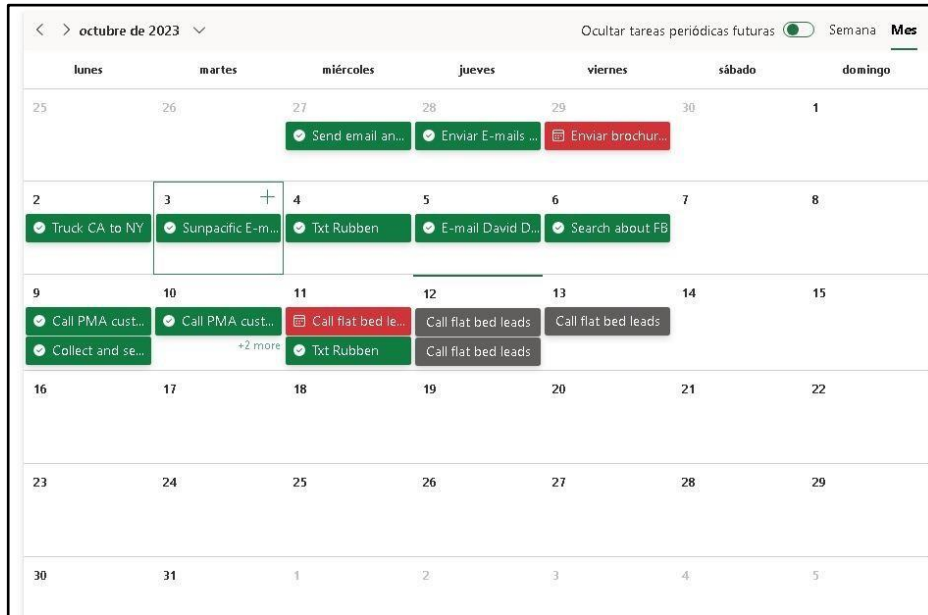 octubre de 2023 Ocultar tareas periódicas futuras Semana Mes
lunes martes miércoles jueves viernes sábado domingo
25 26 27 28 29 30 1
Send email an... Enviar E-mails ... Enviar brochur...
2 3 4 5 6 7 8
Truck CA to NY Sunpacific E-m... Txt Rubben E-mail David D... Search about FB
9 10 11 12 13 14 15
Call PMA cust... Call PMA cust... Call flat bed le... Call flat bed leads Call flat bed leads
Collect and se... +2 more Txt Rubben Call flat bed leads
16 17 18 19 20 21 22
23 24 25 26 27 28 29
30 31 1 2 3 4 5